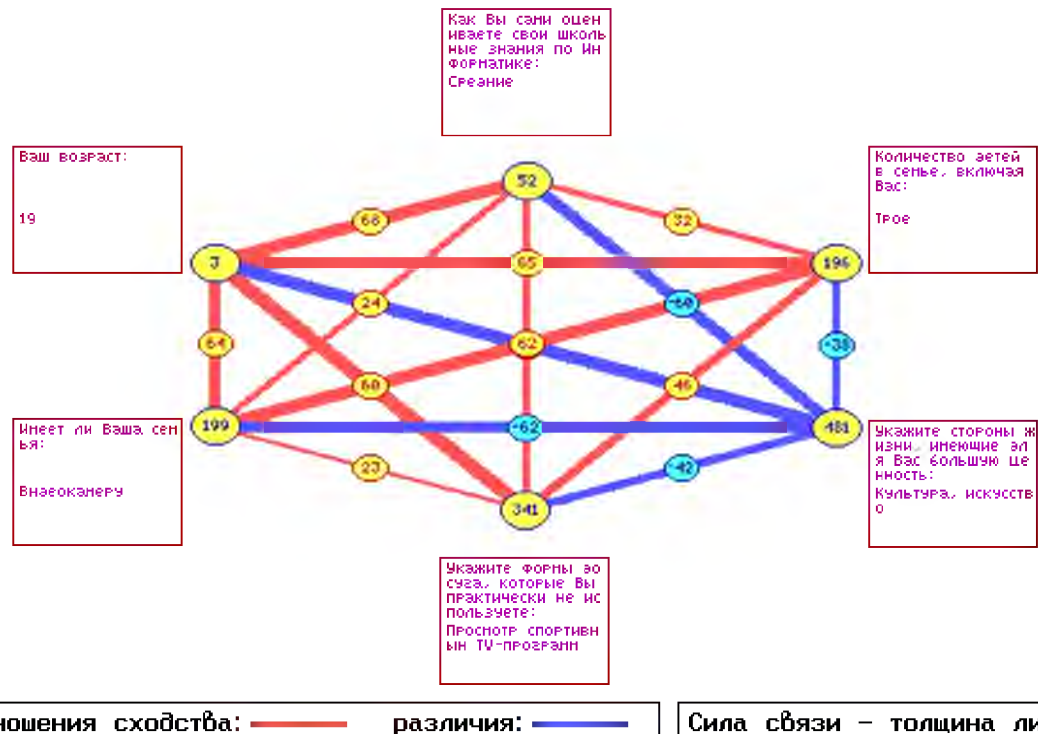 Как Вы сами оцен
иваете свои школь
ные знания по Ин
форматике:
Средние
Ваш возраст:
19
Количество детей
в семье, включая
Вас:
Трое
52
68
32
3
65
196
24
-60
64
62
-38
60
46
199
-62
481
23
-42
341
Имеет ли Ваша сем
ья:
Видеокамеру
Укажите стороны ж
изни, имеющие дл
я Вас большую це
нность:
Культура, искусств
о
Укажите формы до
суга, которые Вы
практически не ис
пользуете:
Просмотр спортивн
ых TV-программ
ношения сходства:
различия:
Сила связи – толщина ли